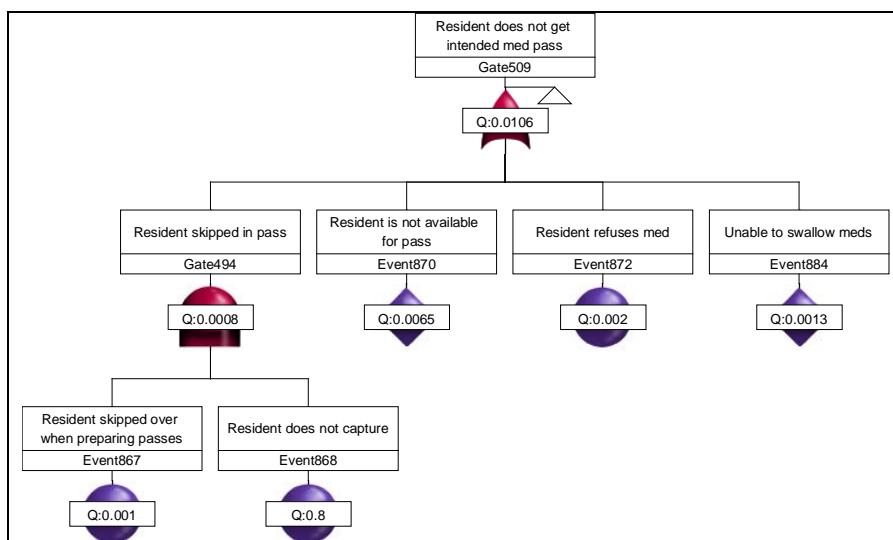 Resident does not get
intended med pass
Gate509
Q:0.0106
Resident skipped in pass
Gate494
Q:0.0008
Resident is not available
for pass
Event870
Q:0.0065
Resident refuses med
Event872
Q:0.002
Unable to swallow meds
Event884
Q:0.0013
Resident skipped over
when preparing passes
Event867
Q:0.001
Resident does not capture
Event868
Q:0.8